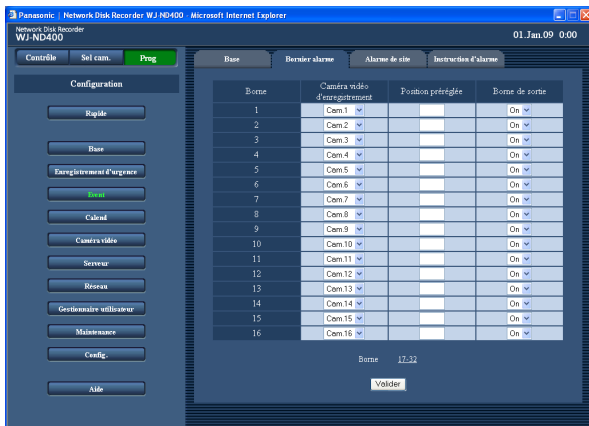 Panasonic | Network Disk Recorder WJ-ND400 - Microsoft Internet Explorer
Network Disk Recorder
WJ-ND400
01.Jan.09 0:00
Contrôle Sel cam. Prog
Base Bornier alarme Alarme de site Instruction d'alarme
Configuration
Rapide
Base
Enregistrement d'urgence
Event
Calend
Caméra vidéo
Serveur
Réseau
Gestionnaire utilisateur
Maintenance
Config.
Aide
Borne Caméra vidéo d'enregistrement Position préréglée Borne de sortie
1 Cam.1 On
2 Cam.2 On
3 Cam.3 On
4 Cam.4 On
5 Cam.5 On
6 Cam.6 On
7 Cam.7 On
8 Cam.8 On
9 Cam.9 On
10 Cam.10 On
11 Cam.11 On
12 Cam.12 On
13 Cam.13 On
14 Cam.14 On
15 Cam.15 On
16 Cam.16 On
Borne 17-32
Valider